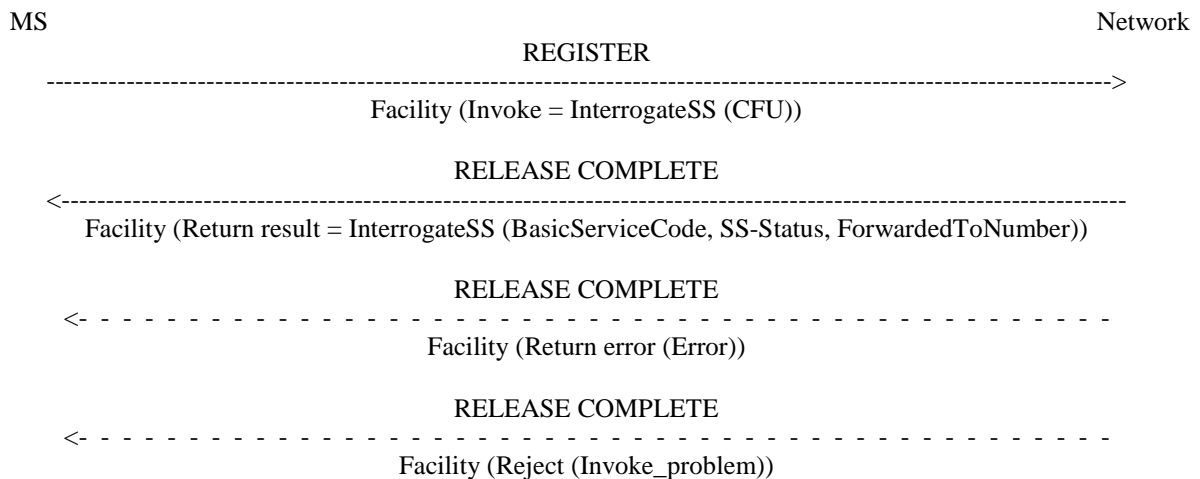 MS Network
REGISTER
------------------------------------------------------------------------------------------------------------------------>
Facility (Invoke = InterrogateSS (CFU))
RELEASE COMPLETE
<------------------------------------------------------------------------------------------------------------------------
Facility (Return result = InterrogateSS (BasicServiceCode, SS-Status, ForwardedToNumber))
RELEASE COMPLETE
<- - - - - - - - - - - - - - - - - - - - - - - - - - - - - - - - - - - - - - - - - - - - - - - -
Facility (Return error (Error))
RELEASE COMPLETE
<- - - - - - - - - - - - - - - - - - - - - - - - - - - - - - - - - - - - - - - - - - - - - - - -
Facility (Reject (Invoke_problem))